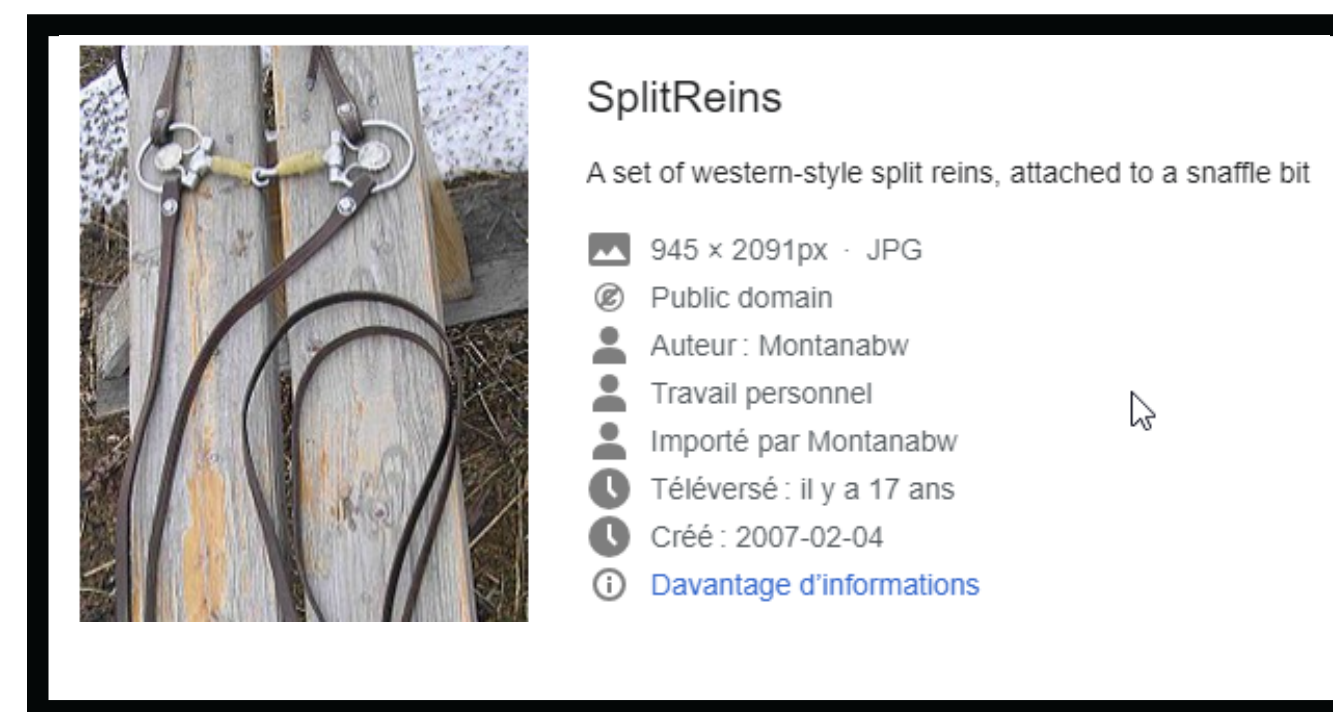 SplitReins
A set of western-style split reins, attached to a snaffle bit
945 × 2091px · JPG
Public domain
Auteur : Montanabw
Travail personnel
Importé par Montanabw
Téléversé : il y a 17 ans
Créé : 2007-02-04
Davantage d’informations